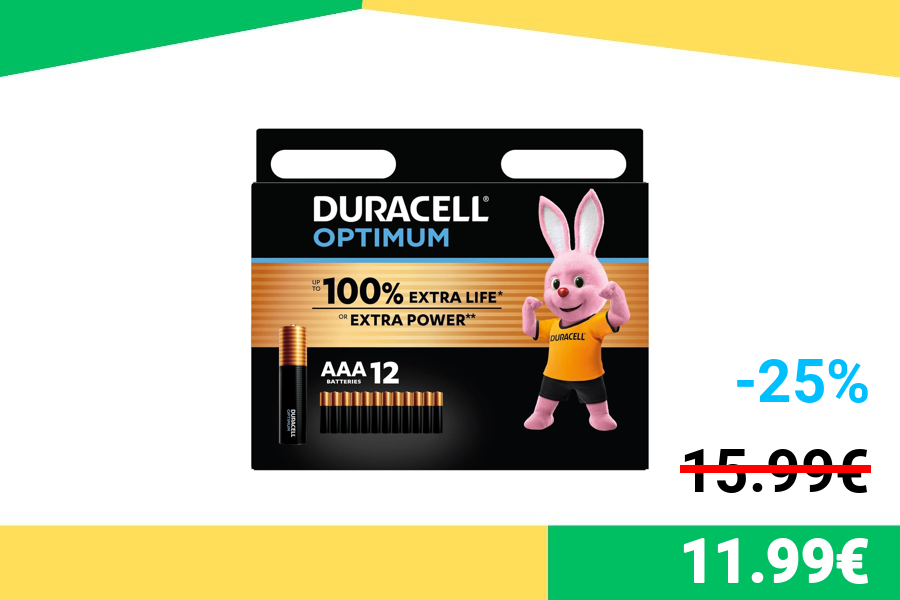 DURACELL®
OPTIMUM
UP TO 100% EXTRA LIFE*
OR EXTRA POWER**
DURACELL
AAA 12
BATTERIES
DURACELL
OPTIMUM
-25%
15.99€
11.99€